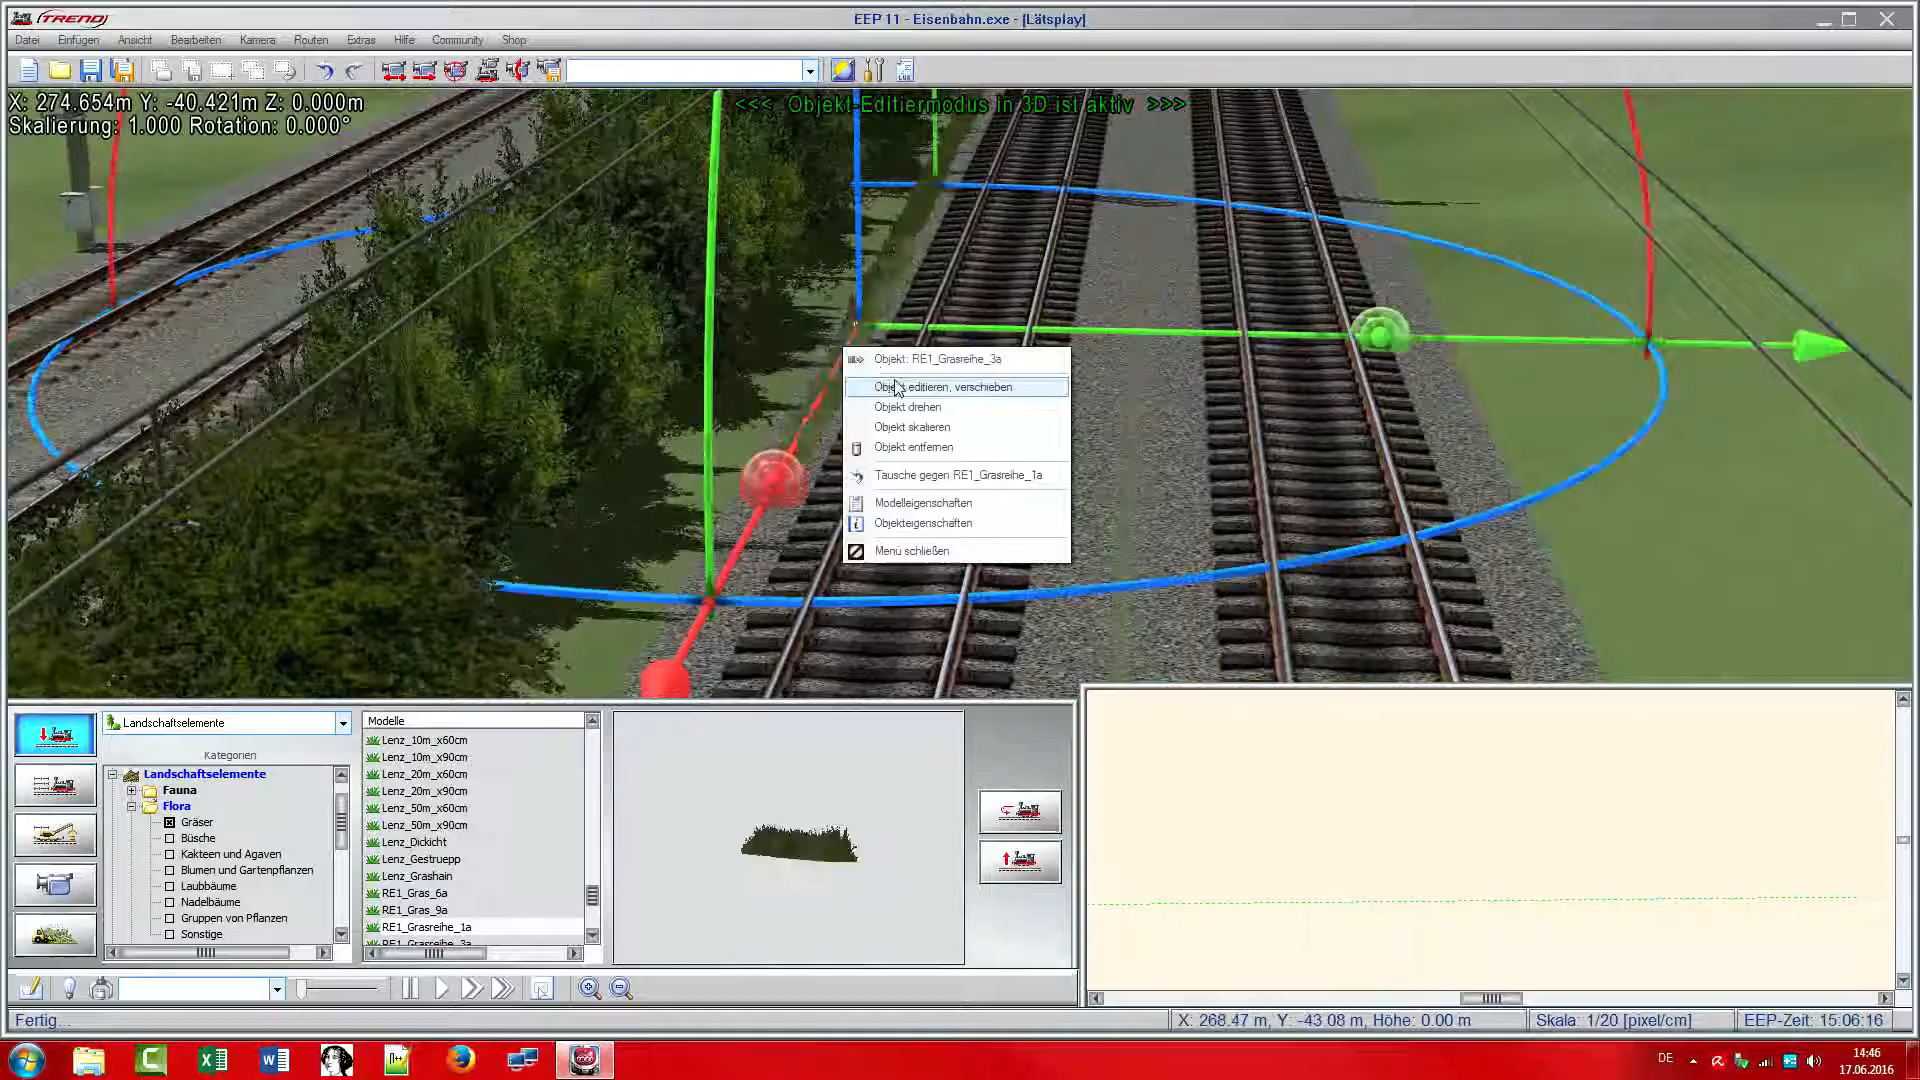 TREND
EEP 11 - Eisenbahn.exe - [Lätsplay]
Datei Einfügen Ansicht Bearbeiten Kamera Routen Extras Hilfe Community Shop
X: 274.654m Y: -40.421m Z: 0.000m
Skalierung: 1.000 Rotation: 0.000°
<<< Objekt-Editiermodus in 3D ist aktiv >>>
Objekt: RE1_Grasreihe_3a
Objekt editieren, verschieben
Objekt drehen
Objekt skalieren
Objekt entfernen
Tausche gegen RE1_Grasreihe_1a
Modelleigenschaften
Objekteigenschaften
Menü schließen
Landschaftselemente
Kategorien
Landschaftselemente
Fauna
Flora
Gräser
Büsche
Kakteen und Agaven
Blumen und Gartenpflanzen
Laubbäume
Nadelbäume
Gruppen von Pflanzen
Sonstige
Modelle
Lenz_10m_x60cm
Lenz_10m_x90cm
Lenz_20m_x60cm
Lenz_20m_x90cm
Lenz_50m_x60cm
Lenz_50m_x90cm
Lenz_Dickicht
Lenz_Gestruepp
Lenz_Grashain
RE1_Gras_6a
RE1_Gras_9a
RE1_Grasreihe_1a
RE1_Grasreihe_3a
Fertig...
X: 268.47 m, Y: -43.08 m, Höhe: 0.00 m
Skala: 1/20 [pixel/cm]
EEP-Zeit: 15:06:16
DE
14:46
17.06.2016